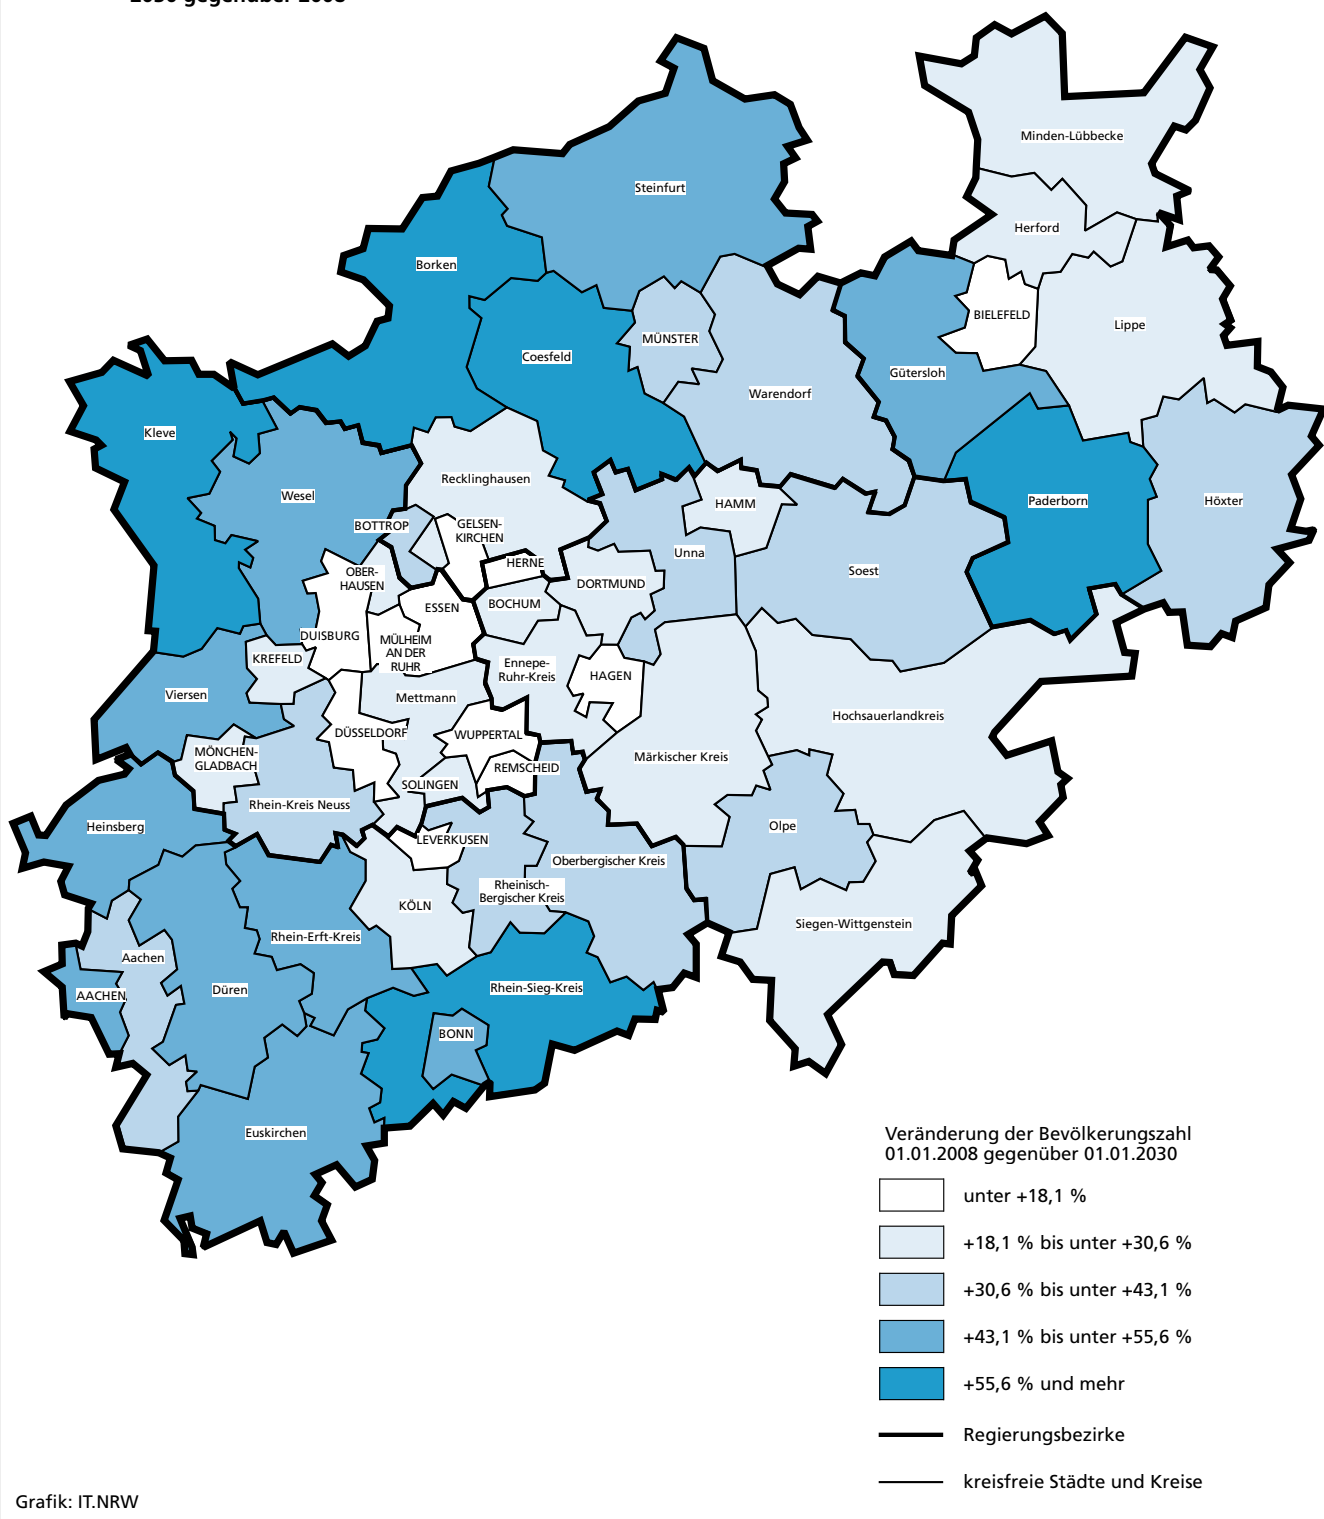 2030 gegenüber 2008
Minden-Lübbecke
Steinfurt
Herford
Borken
BIELEFELD
Lippe
MÜNSTER
Coesfeld
Gütersloh
Warendorf
Kleve
Recklinghausen
Wesel
Paderborn
Höxter
HAMM
BOTTROP
GELSEN-
KIRCHEN
Unna
HERNE
Soest
OBER-
HAUSEN
DORTMUND
ESSEN
BOCHUM
DUISBURG
MÜLHEIM
AN DER
RUHR
KREFELD
Ennepe-
Ruhr-Kreis
HAGEN
Viersen
Mettmann
Hochsauerlandkreis
DÜSSELDORF
WUPPERTAL
MÖNCHEN-
GLADBACH
Märkischer Kreis
REMSCHEID
SOLINGEN
Rhein-Kreis Neuss
Heinsberg
Olpe
LEVERKUSEN
Oberbergischer Kreis
Rheinisch-
Bergischer Kreis
KÖLN
Siegen-Wittgenstein
Rhein-Erft-Kreis
Aachen
Rhein-Sieg-Kreis
Düren
AACHEN
BONN
Euskirchen
Veränderung der Bevölkerungszahl
01.01.2008 gegenüber 01.01.2030
unter +18,1 %
+18,1 % bis unter +30,6 %
+30,6 % bis unter +43,1 %
+43,1 % bis unter +55,6 %
+55,6 % und mehr
Regierungsbezirke
kreisfreie Städte und Kreise
Grafik: IT.NRW